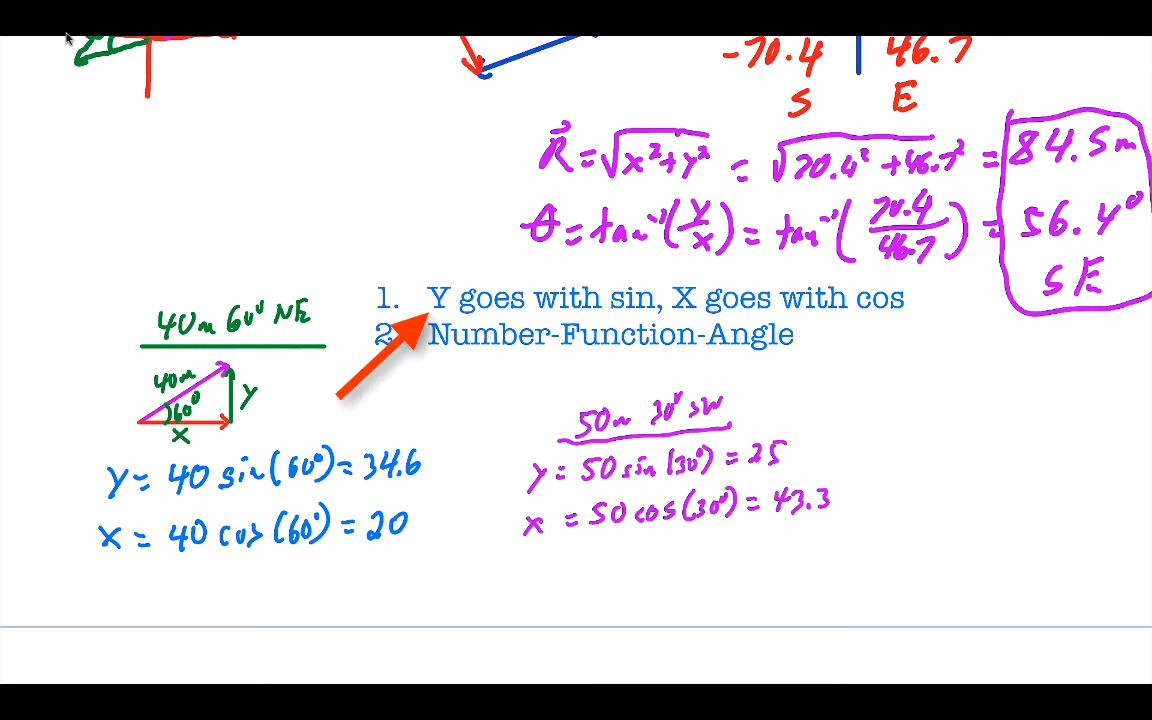 -70.4 46.7
S E
R = √x²+y² = √70.4²+46.7² = 84.5m
θ = tan⁻¹(y/x) = tan⁻¹(70.4/46.7) = 56.4°
SE
1. Y goes with sin, X goes with cos
2. Number-Function-Angle
40m 60° NE
40m
60°
Y
X
Y = 40 sin(60°) = 34.6
X = 40 cos(60°) = 20
50m 30° SW
y = 50 sin(30°) = 25
x = 50 cos(30°) = 43.3